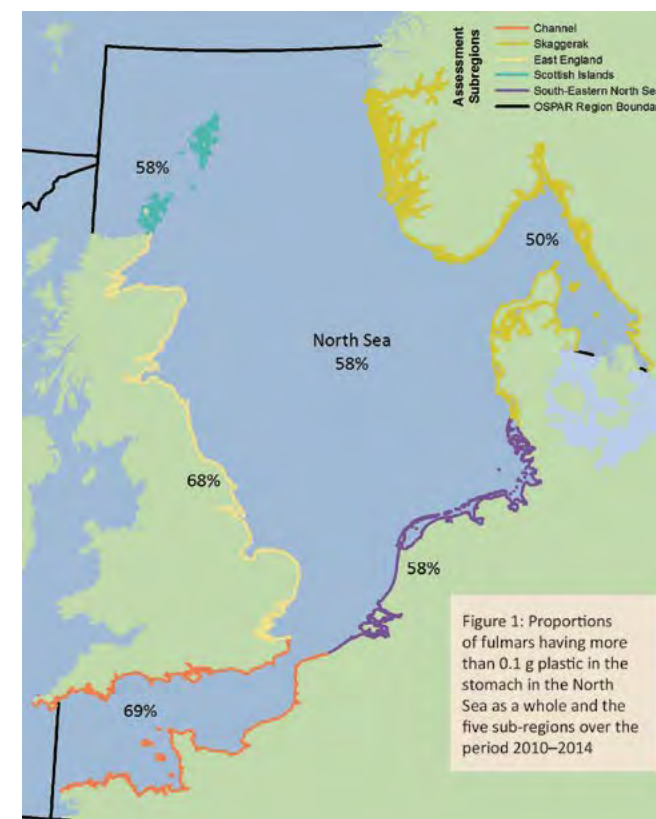 Assessment
Subregions
Channel
Skaggerak
East England
Scottish Islands
South-Eastern North Sea
OSPAR Region Boundar
58%
50%
North Sea
58%
68%
58%
69%
Figure 1: Proportions
of fulmars having more
than 0.1 g plastic in the
stomach in the North
Sea as a whole and the
five sub-regions over the
period 2010–2014